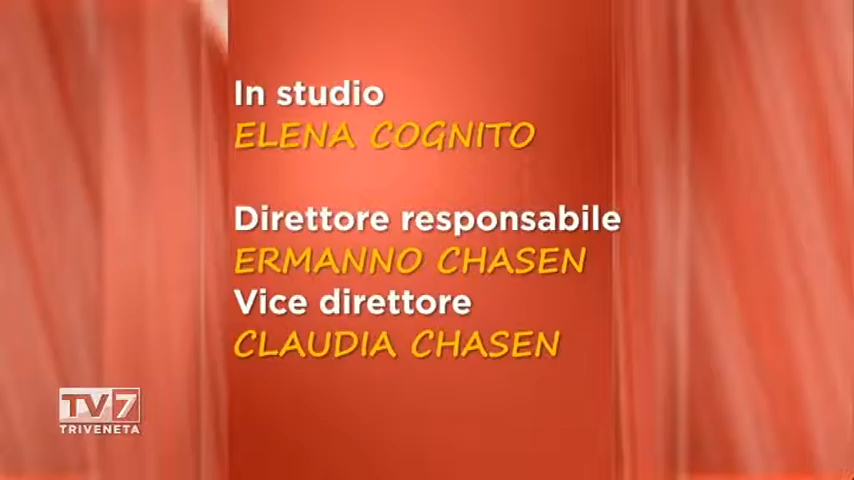 In studio
ELENA COGNITO
Direttore responsabile
ERMANNO CHASEN
Vice direttore
CLAUDIA CHASEN
TV7
TRIVENETA